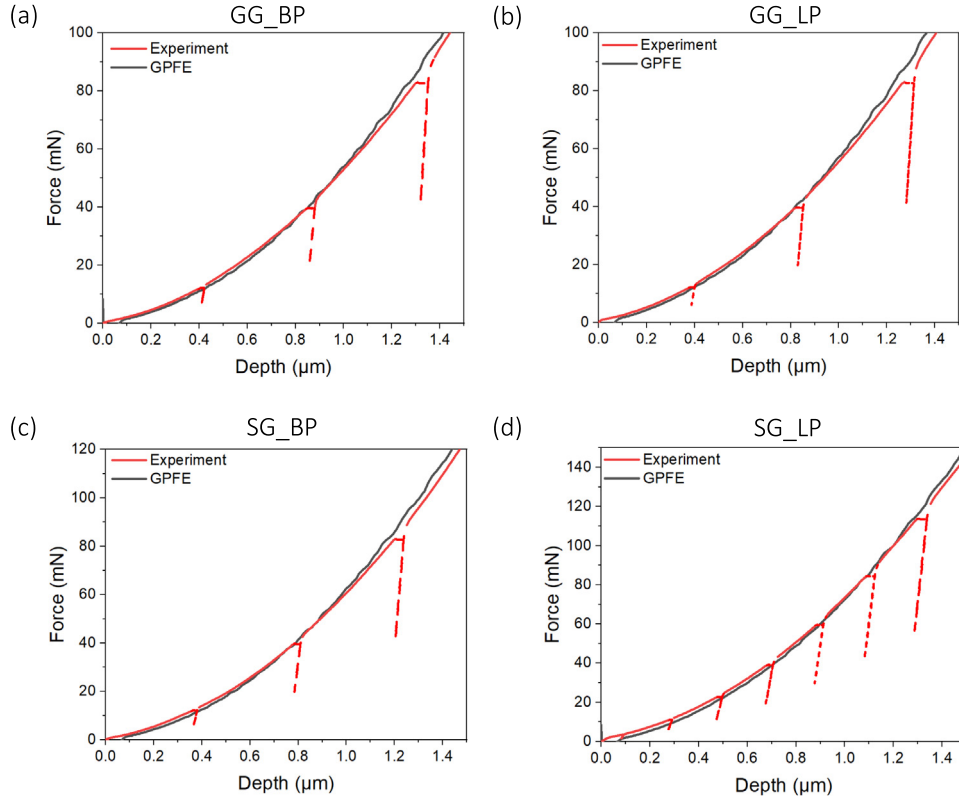 (a) GG_BP
Experiment
GPFE
100
80
60
40
20
0
Force (mN)
0.0 0.2 0.4 0.6 0.8 1.0 1.2 1.4
Depth (µm)
(b) GG_LP
Experiment
GPFE
100
80
60
40
20
0
Force (mN)
0.0 0.2 0.4 0.6 0.8 1.0 1.2 1.4
Depth (µm)
(c) SG_BP
Experiment
GPFE
120
100
80
60
40
20
0
Force (mN)
0.0 0.2 0.4 0.6 0.8 1.0 1.2 1.4
Depth (µm)
(d) SG_LP
Experiment
GPFE
140
120
100
80
60
40
20
0
Force (mN)
0.0 0.2 0.4 0.6 0.8 1.0 1.2 1.4
Depth (µm)